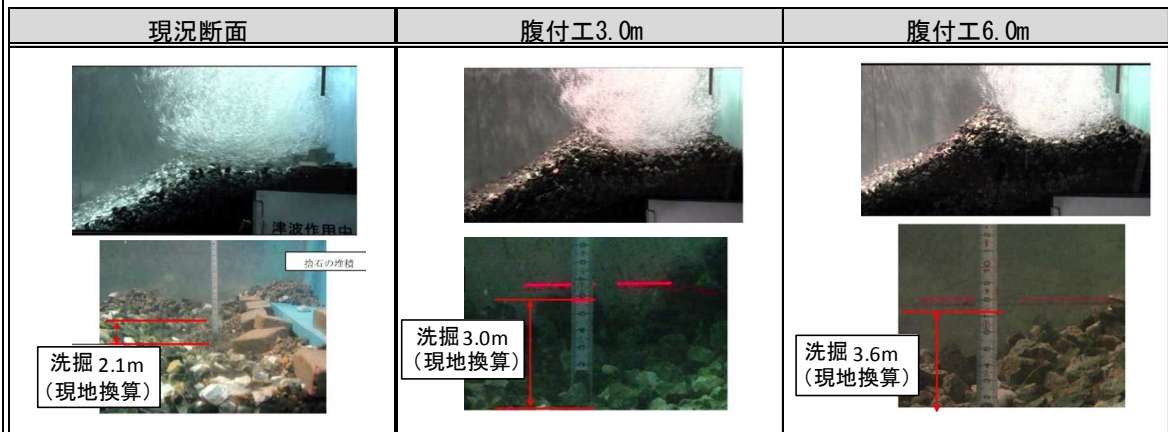 現況断面
腹付工3.0m
腹付工6.0m
津波作用中
捨石の堆積
洗掘 2.1m
（現地換算）
洗掘 3.0m
（現地換算）
洗掘 3.6m
（現地換算）